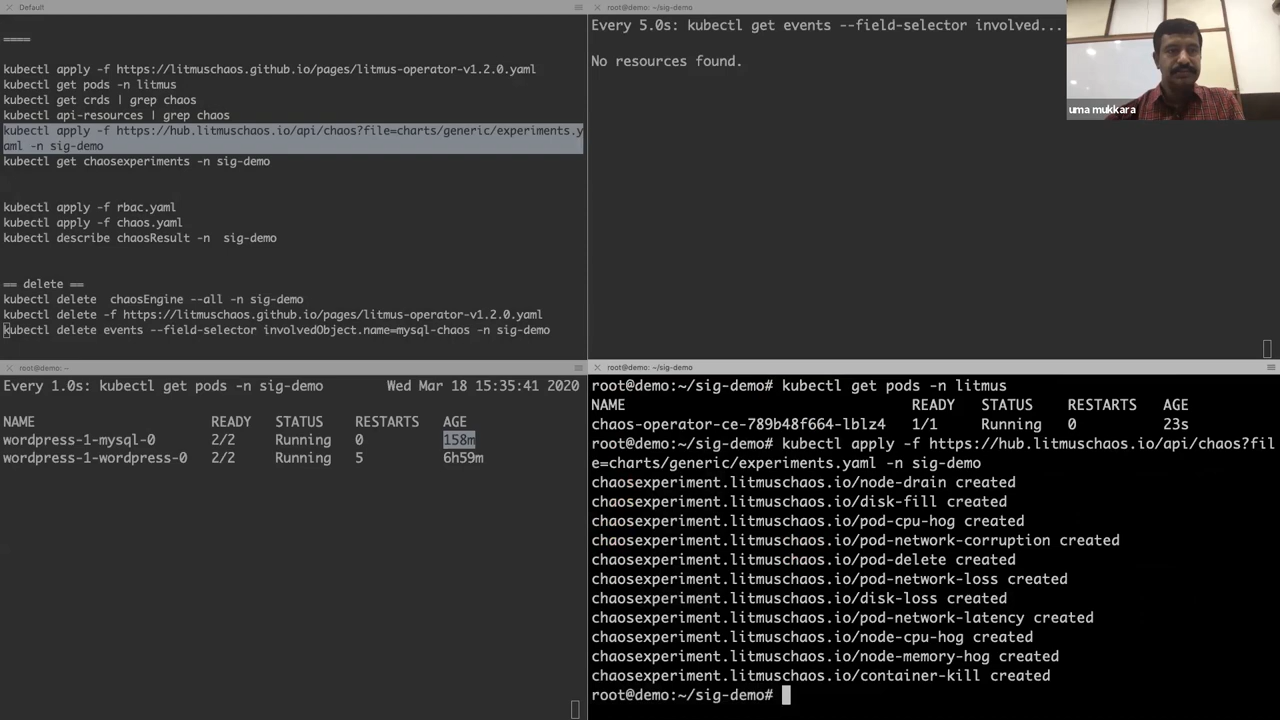 Default
====
kubectl apply -f https://litmuschaos.github.io/pages/litmus-operator-v1.2.0.yaml
kubectl get pods -n litmus
kubectl get crds | grep chaos
kubectl api-resources | grep chaos
kubectl apply -f https://hub.litmuschaos.io/api/chaos?file=charts/generic/experiments.y
aml -n sig-demo
kubectl get chaosexperiments -n sig-demo
kubectl apply -f rbac.yaml
kubectl apply -f chaos.yaml
kubectl describe chaosResult -n  sig-demo
== delete ==
kubectl delete  chaosEngine --all -n sig-demo
kubectl delete -f https://litmuschaos.github.io/pages/litmus-operator-v1.2.0.yaml
kubectl delete events --field-selector involvedObject.name=mysql-chaos -n sig-demo
root@demo: ~/sig-demo
Every 5.0s: kubectl get events --field-selector involved...
No resources found.
uma mukkara
root@demo: ~
Every 1.0s: kubectl get pods -n sig-demo        Wed Mar 18 15:35:41 2020
NAME READY STATUS RESTARTS AGE
wordpress-1-mysql-0 2/2 Running 0 158m
wordpress-1-wordpress-0 2/2 Running 5 6h59m
root@demo: ~/sig-demo
root@demo:~/sig-demo# kubectl get pods -n litmus
NAME READY STATUS RESTARTS AGE
chaos-operator-ce-789b48f664-lblz4 1/1 Running 0 23s
root@demo:~/sig-demo# kubectl apply -f https://hub.litmuschaos.io/api/chaos?fil
e=charts/generic/experiments.yaml -n sig-demo
chaosexperiment.litmuschaos.io/node-drain created
chaosexperiment.litmuschaos.io/disk-fill created
chaosexperiment.litmuschaos.io/pod-cpu-hog created
chaosexperiment.litmuschaos.io/pod-network-corruption created
chaosexperiment.litmuschaos.io/pod-delete created
chaosexperiment.litmuschaos.io/pod-network-loss created
chaosexperiment.litmuschaos.io/disk-loss created
chaosexperiment.litmuschaos.io/pod-network-latency created
chaosexperiment.litmuschaos.io/node-cpu-hog created
chaosexperiment.litmuschaos.io/node-memory-hog created
chaosexperiment.litmuschaos.io/container-kill created
root@demo:~/sig-demo#